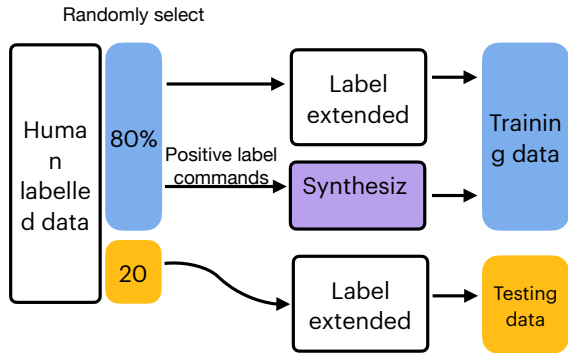 Randomly select
Huma
n
labelle
d data
80%
20
Positive label
commands
Label
extended
Synthesiz
Label
extended
Trainin
g data
Testing
data